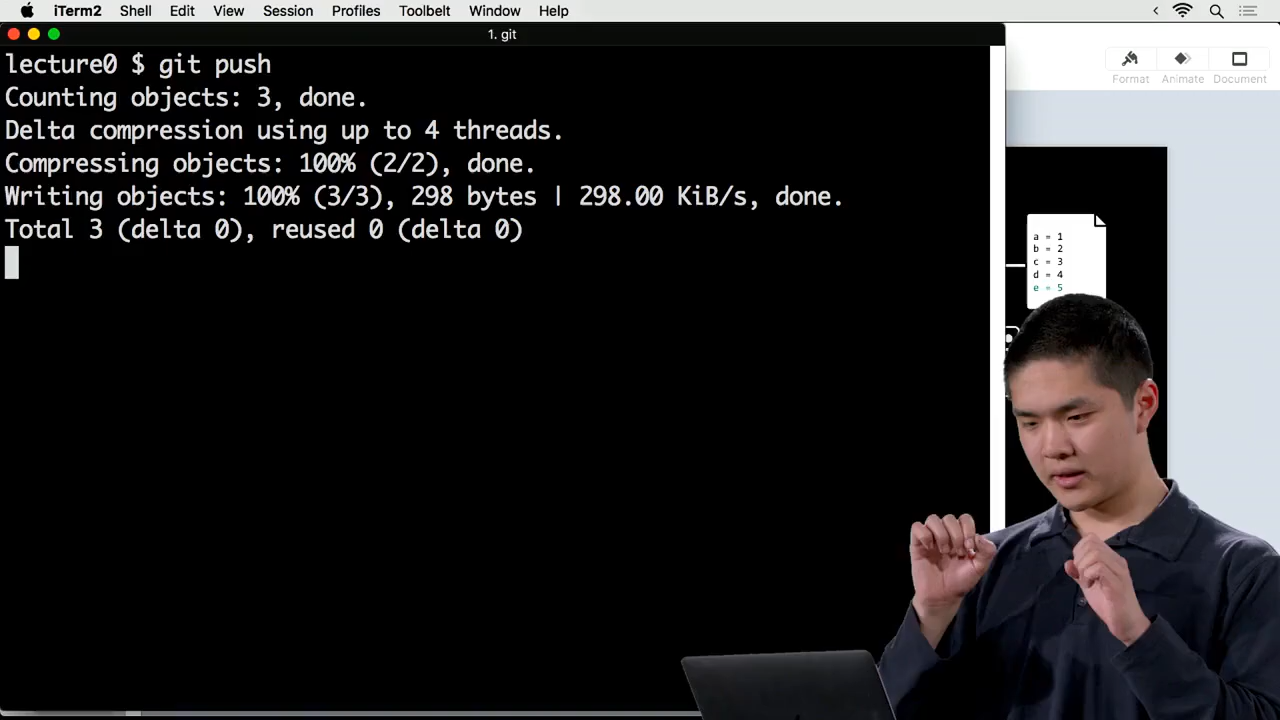 iTerm2 Shell Edit View Session Profiles Toolbelt Window Help
1. git
lecture0 $ git push
Counting objects: 3, done.
Delta compression using up to 4 threads.
Compressing objects: 100% (2/2), done.
Writing objects: 100% (3/3), 298 bytes | 298.00 KiB/s, done.
Total 3 (delta 0), reused 0 (delta 0)
Format Animate Document
a = 1
b = 2
c = 3
d = 4
e = 5